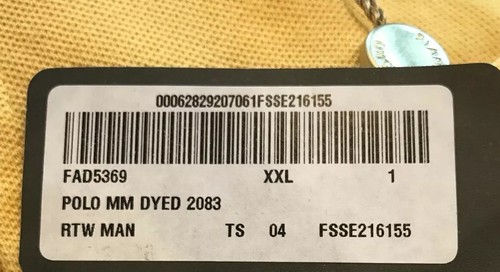 00062829207061FSSE216155
FAD5369 XXL 1
POLO MM DYED 2083
RTW MAN TS 04 FSSE216155